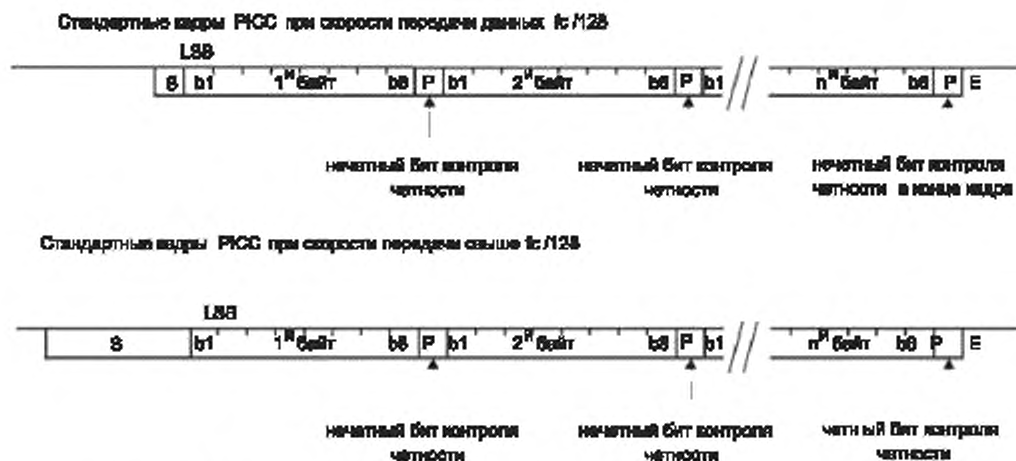 Стандартные кадры PICC при скорости передачи данных fc /128
LSB
S b1 1й байт b8 P b1 2й байт b8 P b1 nй байт b8 P E
нечетный бит контроля четности
нечетный бит контроля четности
нечетный бит контроля четности в конце кадра
Стандартные кадры PICC при скорости передачи свыше fc /128
LSB
S b1 1й байт b8 P b1 2й байт b8 P b1 nй байт b8 P E
нечетный бит контроля четности
нечетный бит контроля четности
четный бит контроля четности